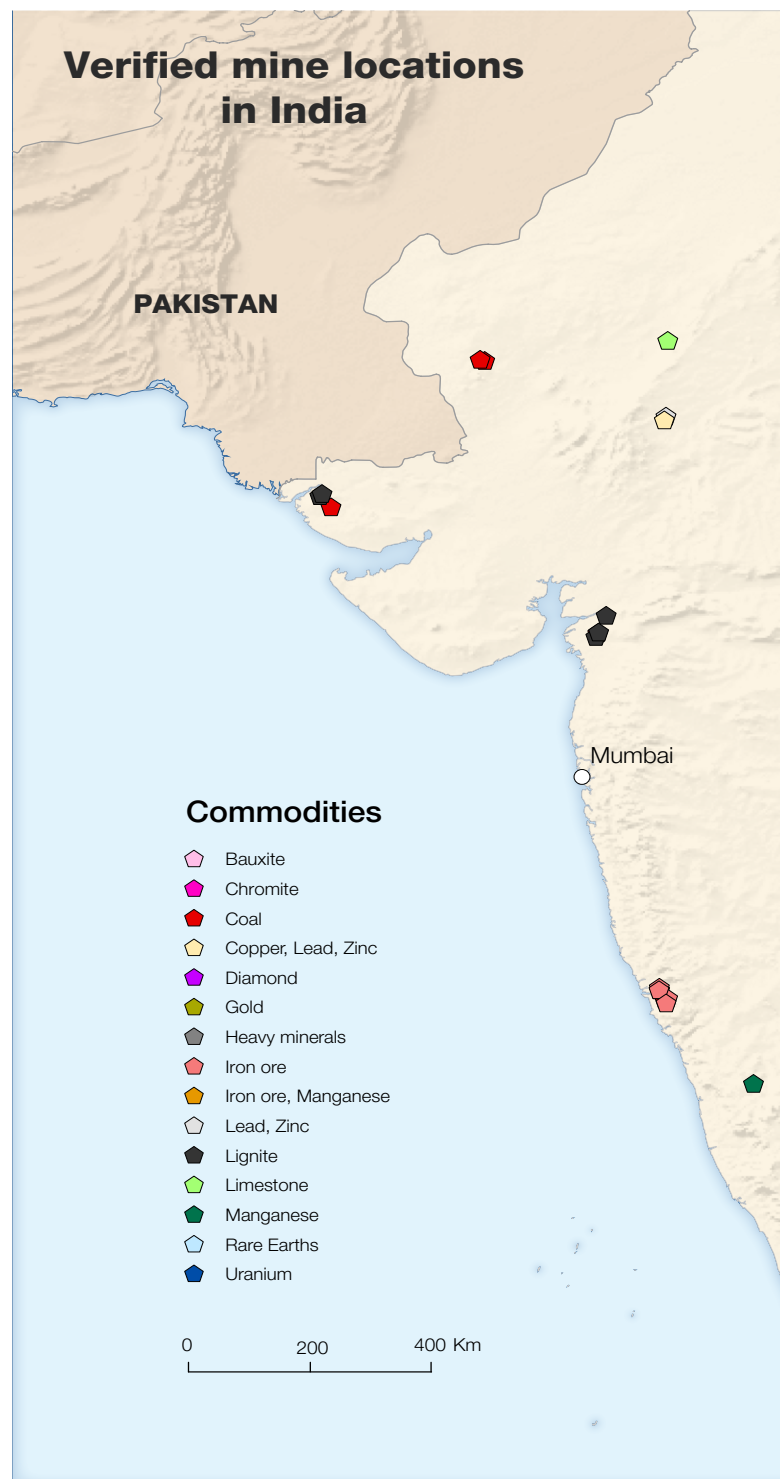 Verified mine locations
in India
PAKISTAN
Mumbai
Commodities
Bauxite
Chromite
Coal
Copper, Lead, Zinc
Diamond
Gold
Heavy minerals
Iron ore
Iron ore, Manganese
Lead, Zinc
Lignite
Limestone
Manganese
Rare Earths
Uranium
0 200 400 Km